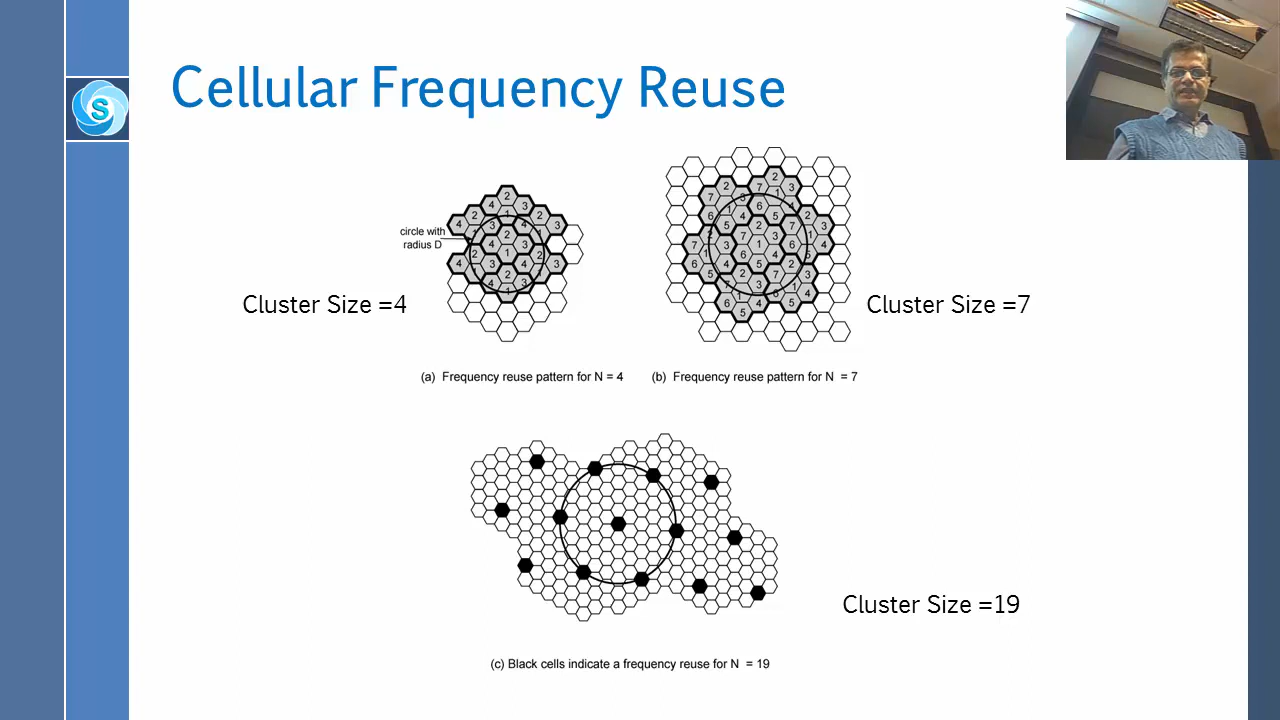 Cellular Frequency Reuse
S
circle with
radius D
Cluster Size =4
Cluster Size =7
(a) Frequency reuse pattern for N = 4
(b) Frequency reuse pattern for N = 7
Cluster Size =19
(c) Black cells indicate a frequency reuse for N = 19